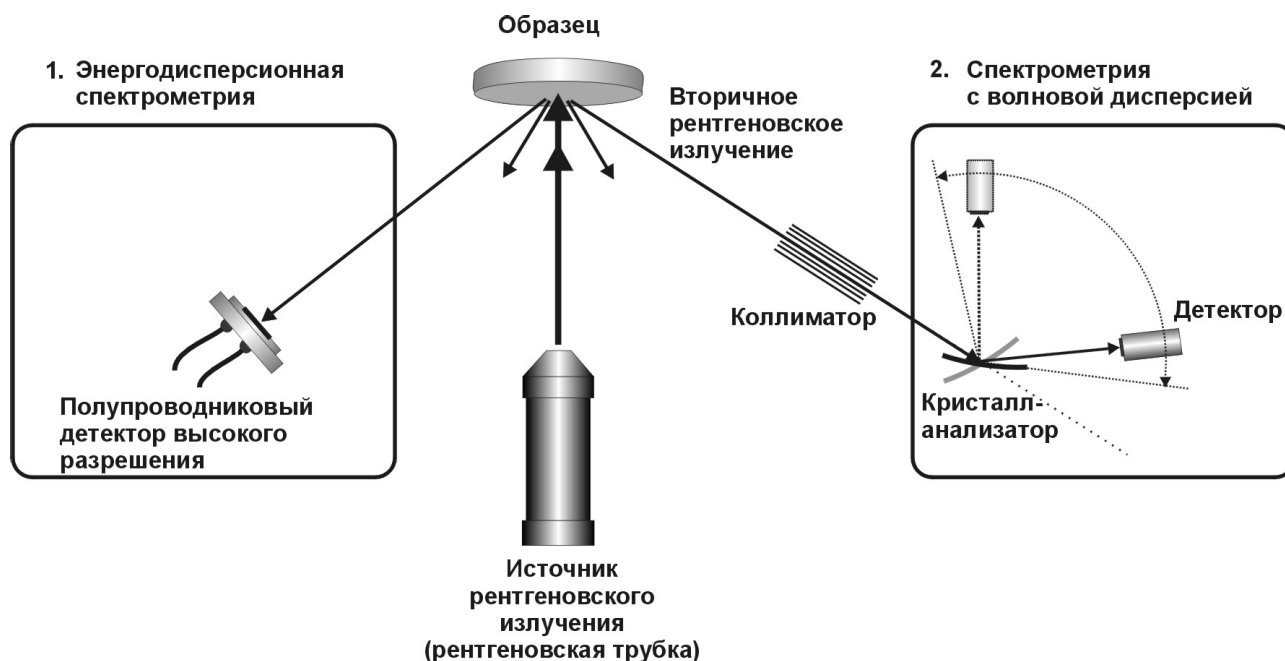 Образец
1. Энергодисперсионная
спектрометрия
2. Спектрометрия
с волновой дисперсией
Вторичное
рентгеновское
излучение
Коллиматор
Детектор
Кристалл-
анализатор
Полупроводниковый
детектор высокого
разрешения
Источник
рентгеновского
излучения
(рентгеновская трубка)